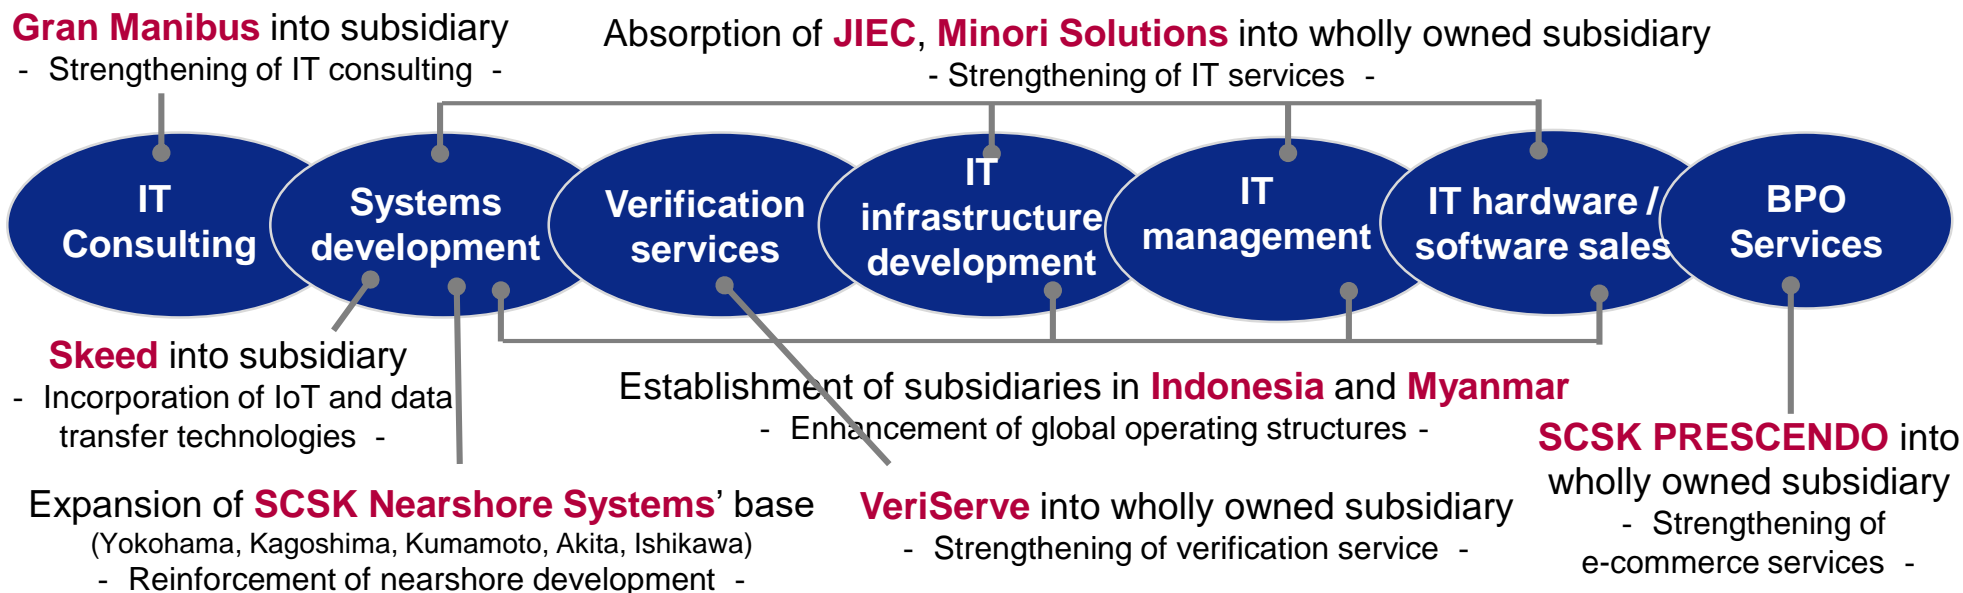 Gran Manibus into subsidiary
- Strengthening of IT consulting -
Absorption of JIEC, Minori Solutions into wholly owned subsidiary
- Strengthening of IT services -
IT
Consulting
Systems
development
Verification
services
IT
infrastructure
development
IT
management
IT hardware /
software sales
BPO
Services
Skeed into subsidiary
- Incorporation of IoT and data
transfer technologies -
Establishment of subsidiaries in Indonesia and Myanmar
- Enhancement of global operating structures -
Expansion of SCSK Nearshore Systems’ base
(Yokohama, Kagoshima, Kumamoto, Akita, Ishikawa)
- Reinforcement of nearshore development -
VeriServe into wholly owned subsidiary
- Strengthening of verification service -
SCSK PRESCENDO into
wholly owned subsidiary
- Strengthening of
e-commerce services -